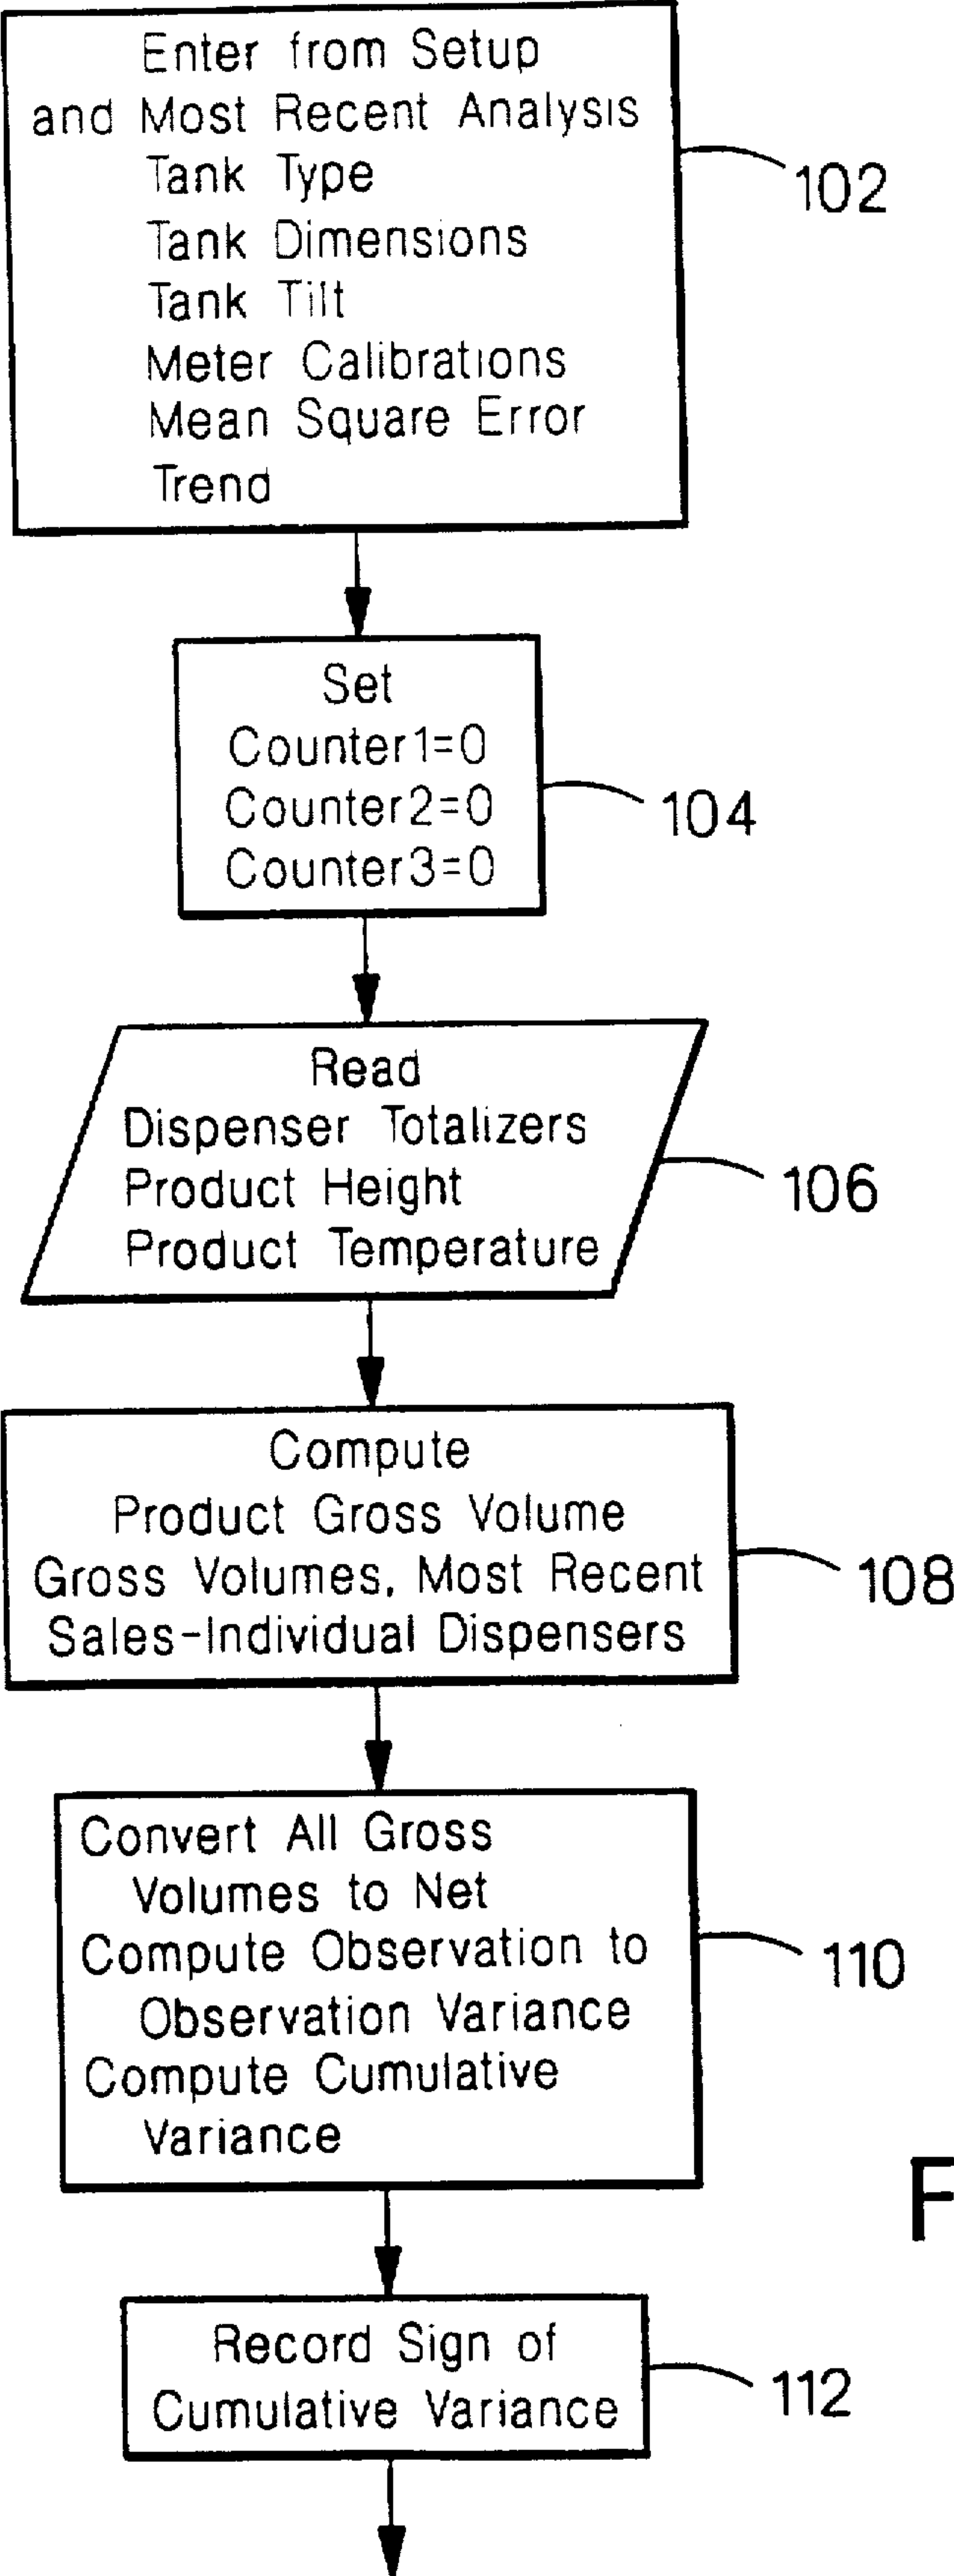 Enter from Setup
and Most Recent Analysis
Tank Type
Tank Dimensions
Tank Tilt
Meter Calibrations
Mean Square Error
Trend
102
Set
Counter1=0
Counter2=0
Counter3=0
104
Read
Dispenser Totalizers
Product Height
Product Temperature
106
Compute
Product Gross Volume
Gross Volumes, Most Recent
Sales-Individual Dispensers
108
Convert All Gross
Volumes to Net
Compute Observation to
Observation Variance
Compute Cumulative
Variance
110
F
Record Sign of
Cumulative Variance
112